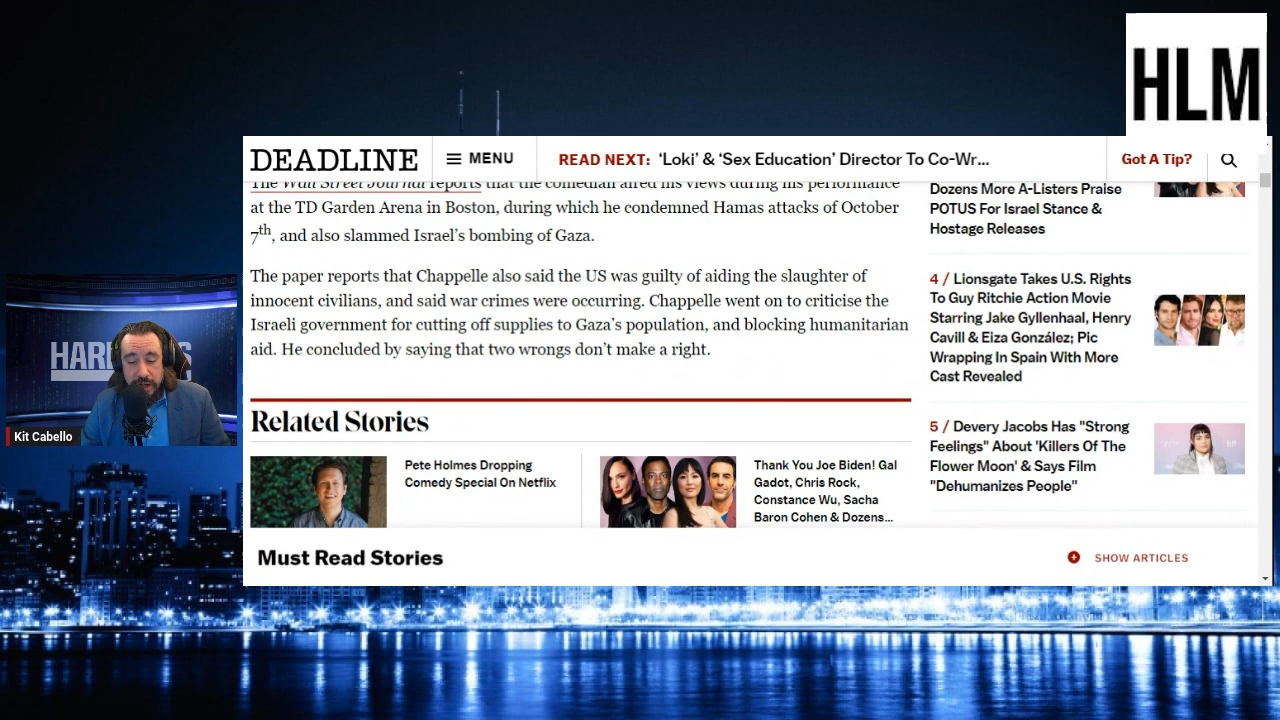 HLM
DEADLINE
MENU
READ NEXT: ‘Loki’ & ‘Sex Education’ Director To Co-Wr...
Got A Tip?
The Wall Street Journal reports that the comedian aired his views during his performance
at the TD Garden Arena in Boston, during which he condemned Hamas attacks of October
7th, and also slammed Israel’s bombing of Gaza.
The paper reports that Chappelle also said the US was guilty of aiding the slaughter of
innocent civilians, and said war crimes were occurring. Chappelle went on to criticise the
Israeli government for cutting off supplies to Gaza’s population, and blocking humanitarian
aid. He concluded by saying that two wrongs don’t make a right.
Related Stories
Pete Holmes Dropping
Comedy Special On Netflix
Thank You Joe Biden! Gal
Gadot, Chris Rock,
Constance Wu, Sacha
Baron Cohen & Dozens...
Dozens More A-Listers Praise
POTUS For Israel Stance &
Hostage Releases
4 / Lionsgate Takes U.S. Rights
To Guy Ritchie Action Movie
Starring Jake Gyllenhaal, Henry
Cavill & Eiza González; Pic
Wrapping In Spain With More
Cast Revealed
5 / Devery Jacobs Has "Strong
Feelings" About 'Killers Of The
Flower Moon' & Says Film
"Dehumanizes People"
Must Read Stories
SHOW ARTICLES
Kit Cabello